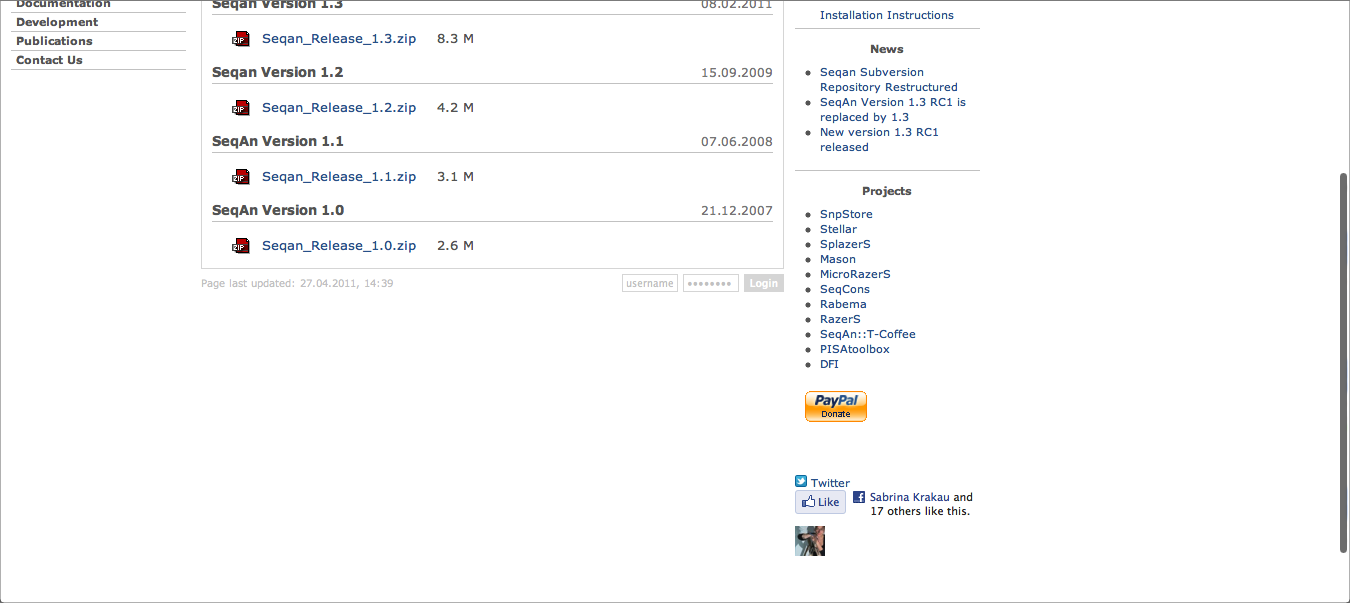 Documentation
Development
Publications
Contact Us
Seqan Version 1.3 08.02.2011
ZIP Seqan_Release_1.3.zip 8.3 M
Seqan Version 1.2 15.09.2009
ZIP Seqan_Release_1.2.zip 4.2 M
SeqAn Version 1.1 07.06.2008
ZIP Seqan_Release_1.1.zip 3.1 M
SeqAn Version 1.0 21.12.2007
ZIP Seqan_Release_1.0.zip 2.6 M
Page last updated: 27.04.2011, 14:39
username •••••••• Login
Installation Instructions
News
Seqan Subversion
Repository Restructured
SeqAn Version 1.3 RC1 is
replaced by 1.3
New version 1.3 RC1
released
Projects
SnpStore
Stellar
SplazerS
Mason
MicroRazerS
SeqCons
Rabema
RazerS
SeqAn::T-Coffee
PISAtoolbox
DFI
PayPal
Donate
Twitter
Like
Sabrina Krakau and
17 others like this.